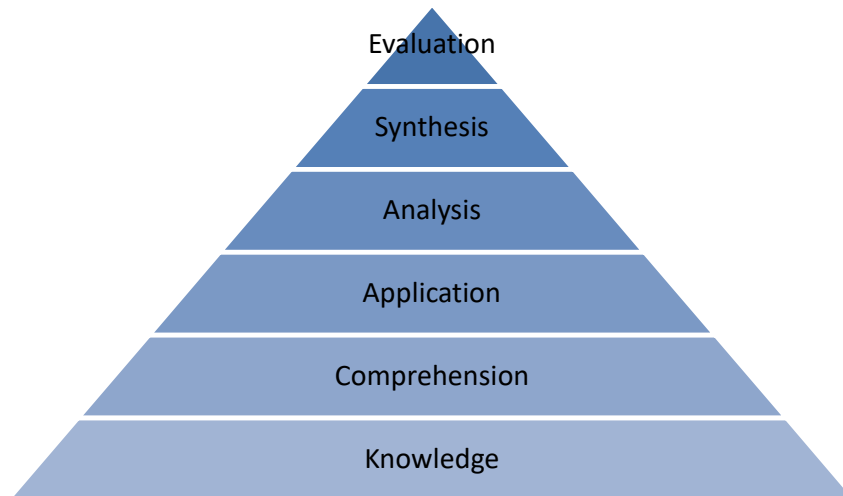 Evaluation
Synthesis
Analysis
Application
Comprehension
Knowledge